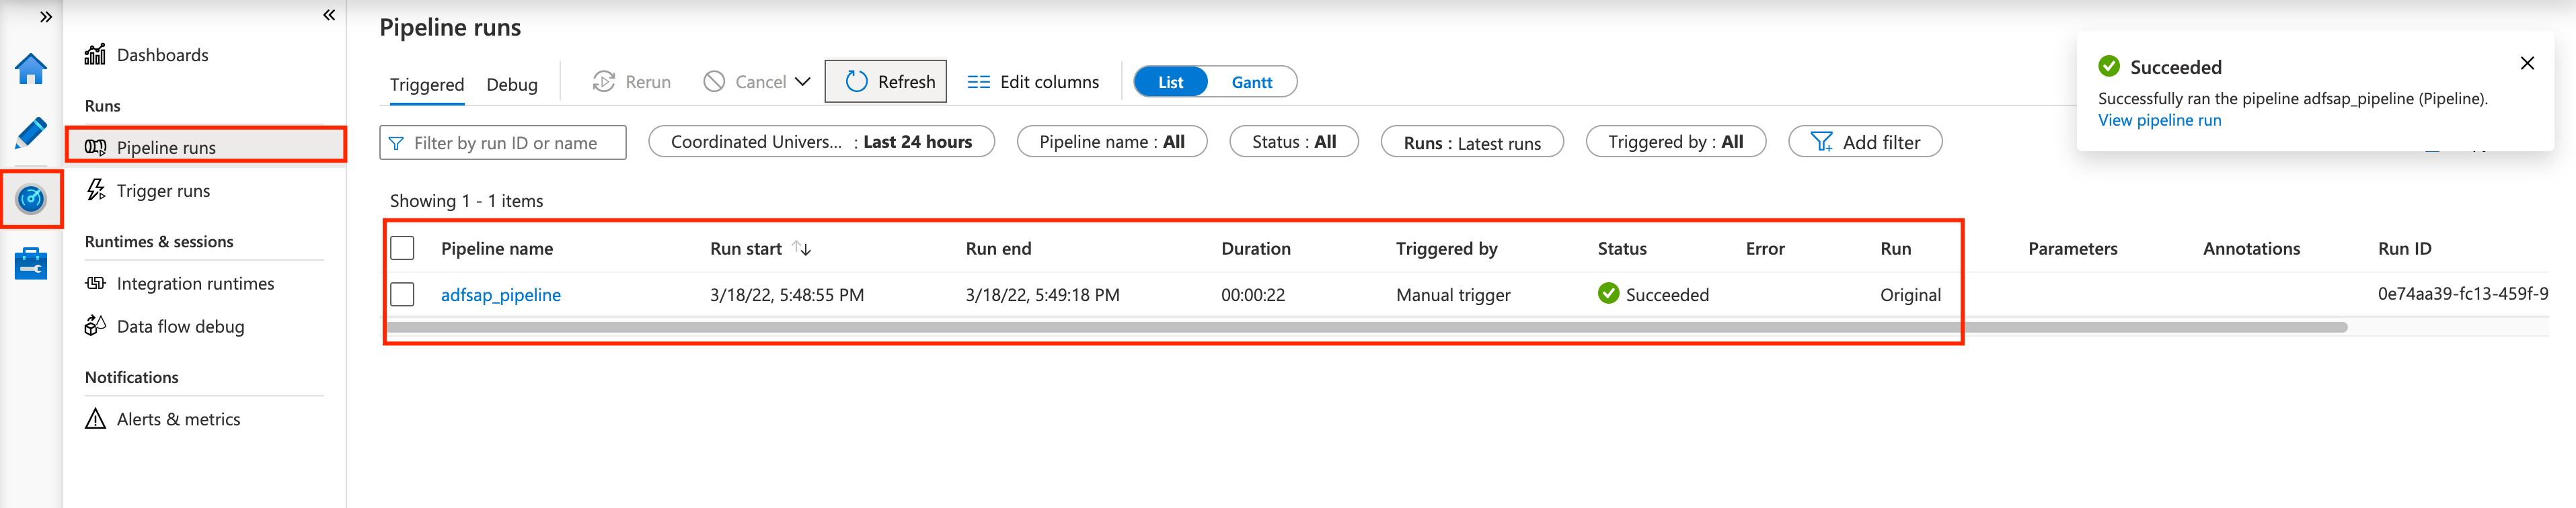 Dashboards
Runs
Pipeline runs
Trigger runs
Runtimes & sessions
Integration runtimes
Data flow debug
Notifications
Alerts & metrics
Pipeline runs
Triggered Debug Rerun Cancel Refresh Edit columns List Gantt
Filter by run ID or name Coordinated Univers... : Last 24 hours Pipeline name : All Status : All Runs : Latest runs Triggered by : All Add filter
Showing 1 - 1 items
Pipeline name Run start Run end Duration Triggered by Status Error Run Parameters Annotations Run ID
adfsap_pipeline 3/18/22, 5:48:55 PM 3/18/22, 5:49:18 PM 00:00:22 Manual trigger Succeeded Original 0e74aa39-fc13-459f-9
Succeeded
Successfully ran the pipeline adfsap_pipeline (Pipeline).
View pipeline run